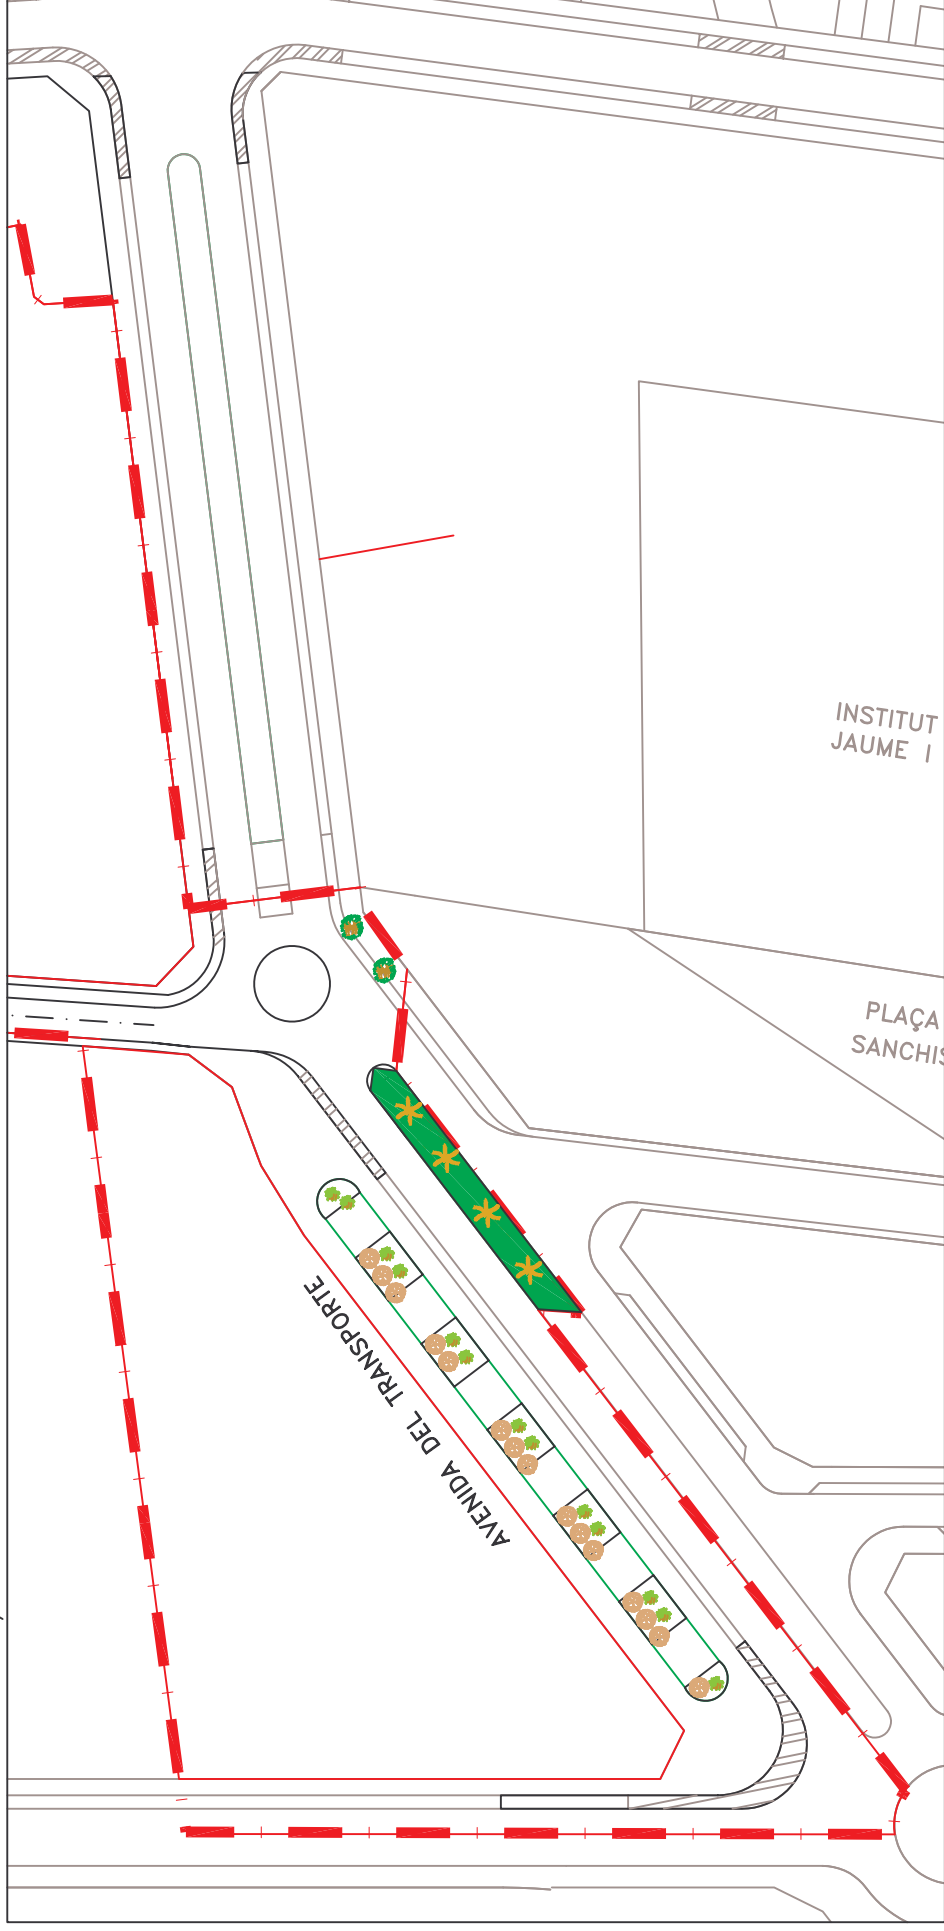 INSTITUT
JAUME I
PLAÇA
SANCHIS
AVENIDA DEL TRANSPORTE